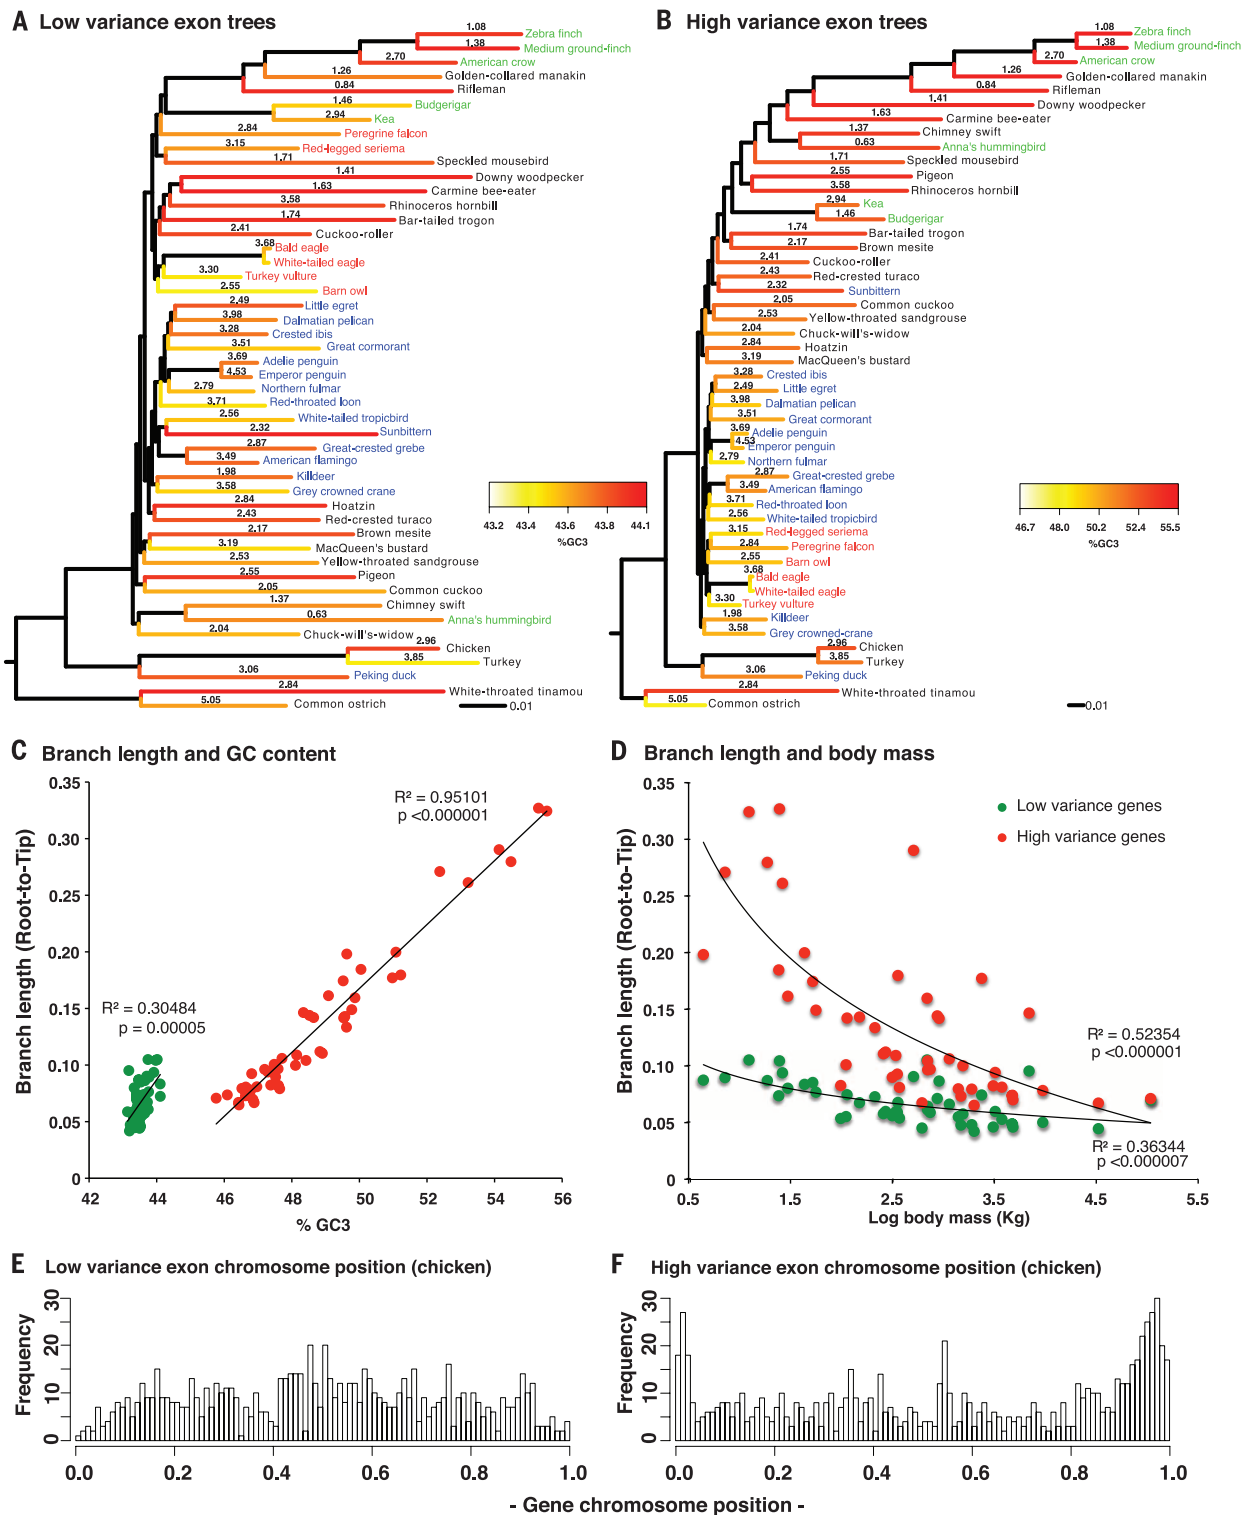 A Low variance exon trees
1.08
Zebra finch
1.38
Medium ground-finch
2.70
American crow
1.26
Golden-collared manakin
0.84
Rifleman
1.46
Budgerigar
2.94
Kea
2.84
Peregrine falcon
3.15
Red-legged seriema
1.71
Speckled mousebird
1.41
Downy woodpecker
1.63
Carmine bee-eater
3.58
Rhinoceros hornbill
1.74
Bar-tailed trogon
2.41
Cuckoo-roller
3.68
Bald eagle
White-tailed eagle
3.30
Turkey vulture
2.55
Barn owl
2.49
Little egret
3.98
Dalmatian pelican
3.28
Crested ibis
3.51
Great cormorant
3.69
Adelie penguin
4.53
Emperor penguin
2.79
Northern fulmar
3.71
Red-throated loon
2.56
White-tailed tropicbird
2.32
Sunbittern
2.87
Great-crested grebe
3.49
American flamingo
1.98
Killdeer
3.58
Grey crowned crane
2.84
Hoatzin
2.43
Red-crested turaco
2.17
Brown mesite
3.19
MacQueen's bustard
2.53
Yellow-throated sandgrouse
2.55
Pigeon
2.05
Common cuckoo
1.37
Chimney swift
0.63
Anna's hummingbird
2.04
Chuck-will's-widow
2.96
Chicken
3.85
Turkey
3.06
Peking duck
2.84
White-throated tinamou
5.05
Common ostrich
0.01
43.2 43.4 43.6 43.8 44.1
%GC3
B High variance exon trees
1.08
Zebra finch
1.38
Medium ground-finch
2.70
American crow
1.26
Golden-collared manakin
0.84
Rifleman
1.41
Downy woodpecker
1.63
Carmine bee-eater
1.37
Chimney swift
0.63
Anna's hummingbird
1.71
Speckled mousebird
2.55
Pigeon
3.58
Rhinoceros hornbill
2.94
Kea
1.46
Budgerigar
1.74
Bar-tailed trogon
2.17
Brown mesite
2.41
Cuckoo-roller
2.43
Red-crested turaco
2.32
Sunbittern
2.05
Common cuckoo
2.53
Yellow-throated sandgrouse
2.04
Chuck-will's-widow
2.84
Hoatzin
3.19
MacQueen's bustard
3.28
Crested ibis
2.49
Little egret
3.98
Dalmatian pelican
3.51
Great cormorant
3.69
Adelie penguin
4.53
Emperor penguin
2.79
Northern fulmar
2.87
Great-crested grebe
3.49
American flamingo
3.71
Red-throated loon
2.56
White-tailed tropicbird
3.15
Red-legged seriema
2.84
Peregrine falcon
2.55
Barn owl
3.68
Bald eagle
White-tailed eagle
3.30
Turkey vulture
1.98
Killdeer
3.58
Grey crowned-crane
2.96
Chicken
3.85
Turkey
3.06
Peking duck
2.84
White-throated tinamou
5.05
Common ostrich
0.01
46.7 48.0 50.2 52.4 55.5
%GC3
C Branch length and GC content
Branch length (Root-to-Tip)
0.35
0.30
0.25
0.20
0.15
0.10
0.05
0
R² = 0.95101
p <0.000001
R² = 0.30484
p = 0.00005
42 44 46 48 50 52 54 56
% GC3
D Branch length and body mass
Branch length (Root-to-Tip)
0.35
0.30
0.25
0.20
0.15
0.10
0.05
0
Low variance genes
High variance genes
R² = 0.52354
p <0.000001
R² = 0.36344
p <0.000007
0.5 1.5 2.5 3.5 4.5 5.5
Log body mass (Kg)
E Low variance exon chromosome position (chicken)
Frequency
30
20
10
0
0.0 0.2 0.4 0.6 0.8 1.0
F High variance exon chromosome position (chicken)
Frequency
30
20
10
0
0.0 0.2 0.4 0.6 0.8 1.0
- Gene chromosome position -